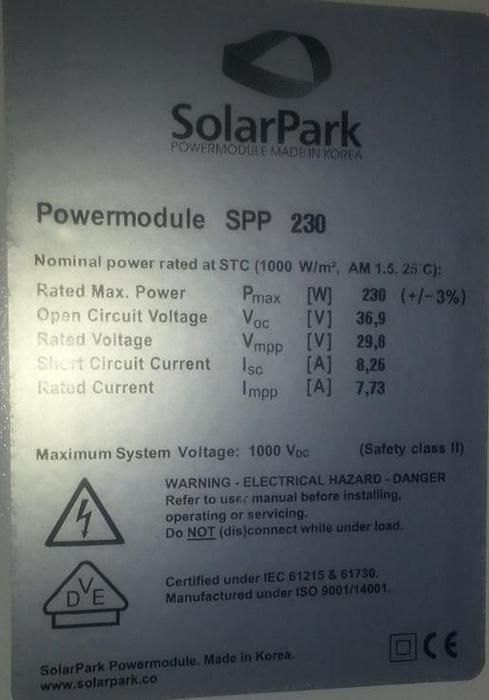 SolarPark
POWERMODULE MADE IN KOREA
Powermodule SPP 230
Nominal power rated at STC (1000 W/m², AM 1.5, 25 C):
Rated Max. Power Pmax [W] 230 (+/-3%)
Open Circuit Voltage Voc [V] 36,9
Rated Voltage Vmpp [V] 29,8
Short Circuit Current Isc [A] 8,26
Rated Current Impp [A] 7,73
Maximum System Voltage: 1000 VDC (Safety class II)
WARNING - ELECTRICAL HAZARD - DANGER
Refer to user manual before installing,
operating or servicing.
Do NOT (dis)connect while under load.
DVE
Certified under IEC 61215 & 61730.
Manufactured under ISO 9001/14001.
CE
SolarPark Powermodule. Made in Korea.
www.solarpark.co